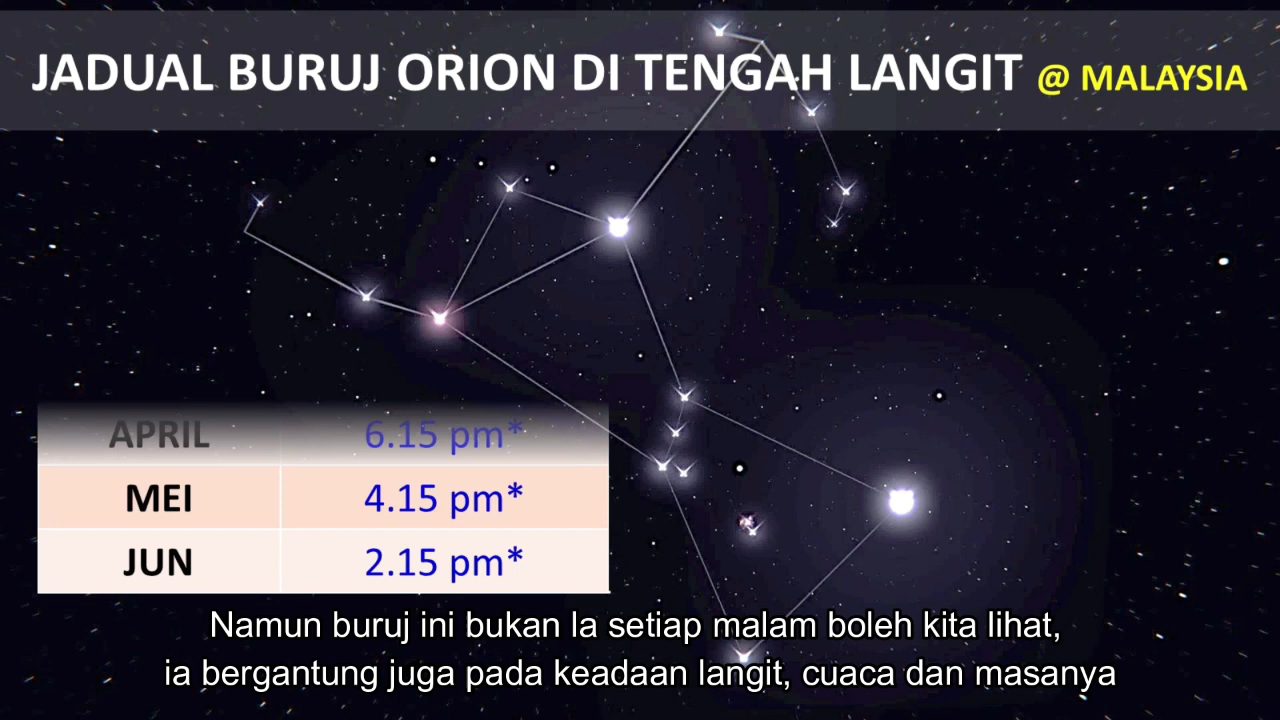 JADUAL BURUJ ORION DI TENGAH LANGIT @ MALAYSIA
APRIL 6.15 pm*
MEI 4.15 pm*
JUN 2.15 pm*
Namun buruj ini bukan la setiap malam boleh kita lihat,
ia bergantung juga pada keadaan langit, cuaca dan masanya